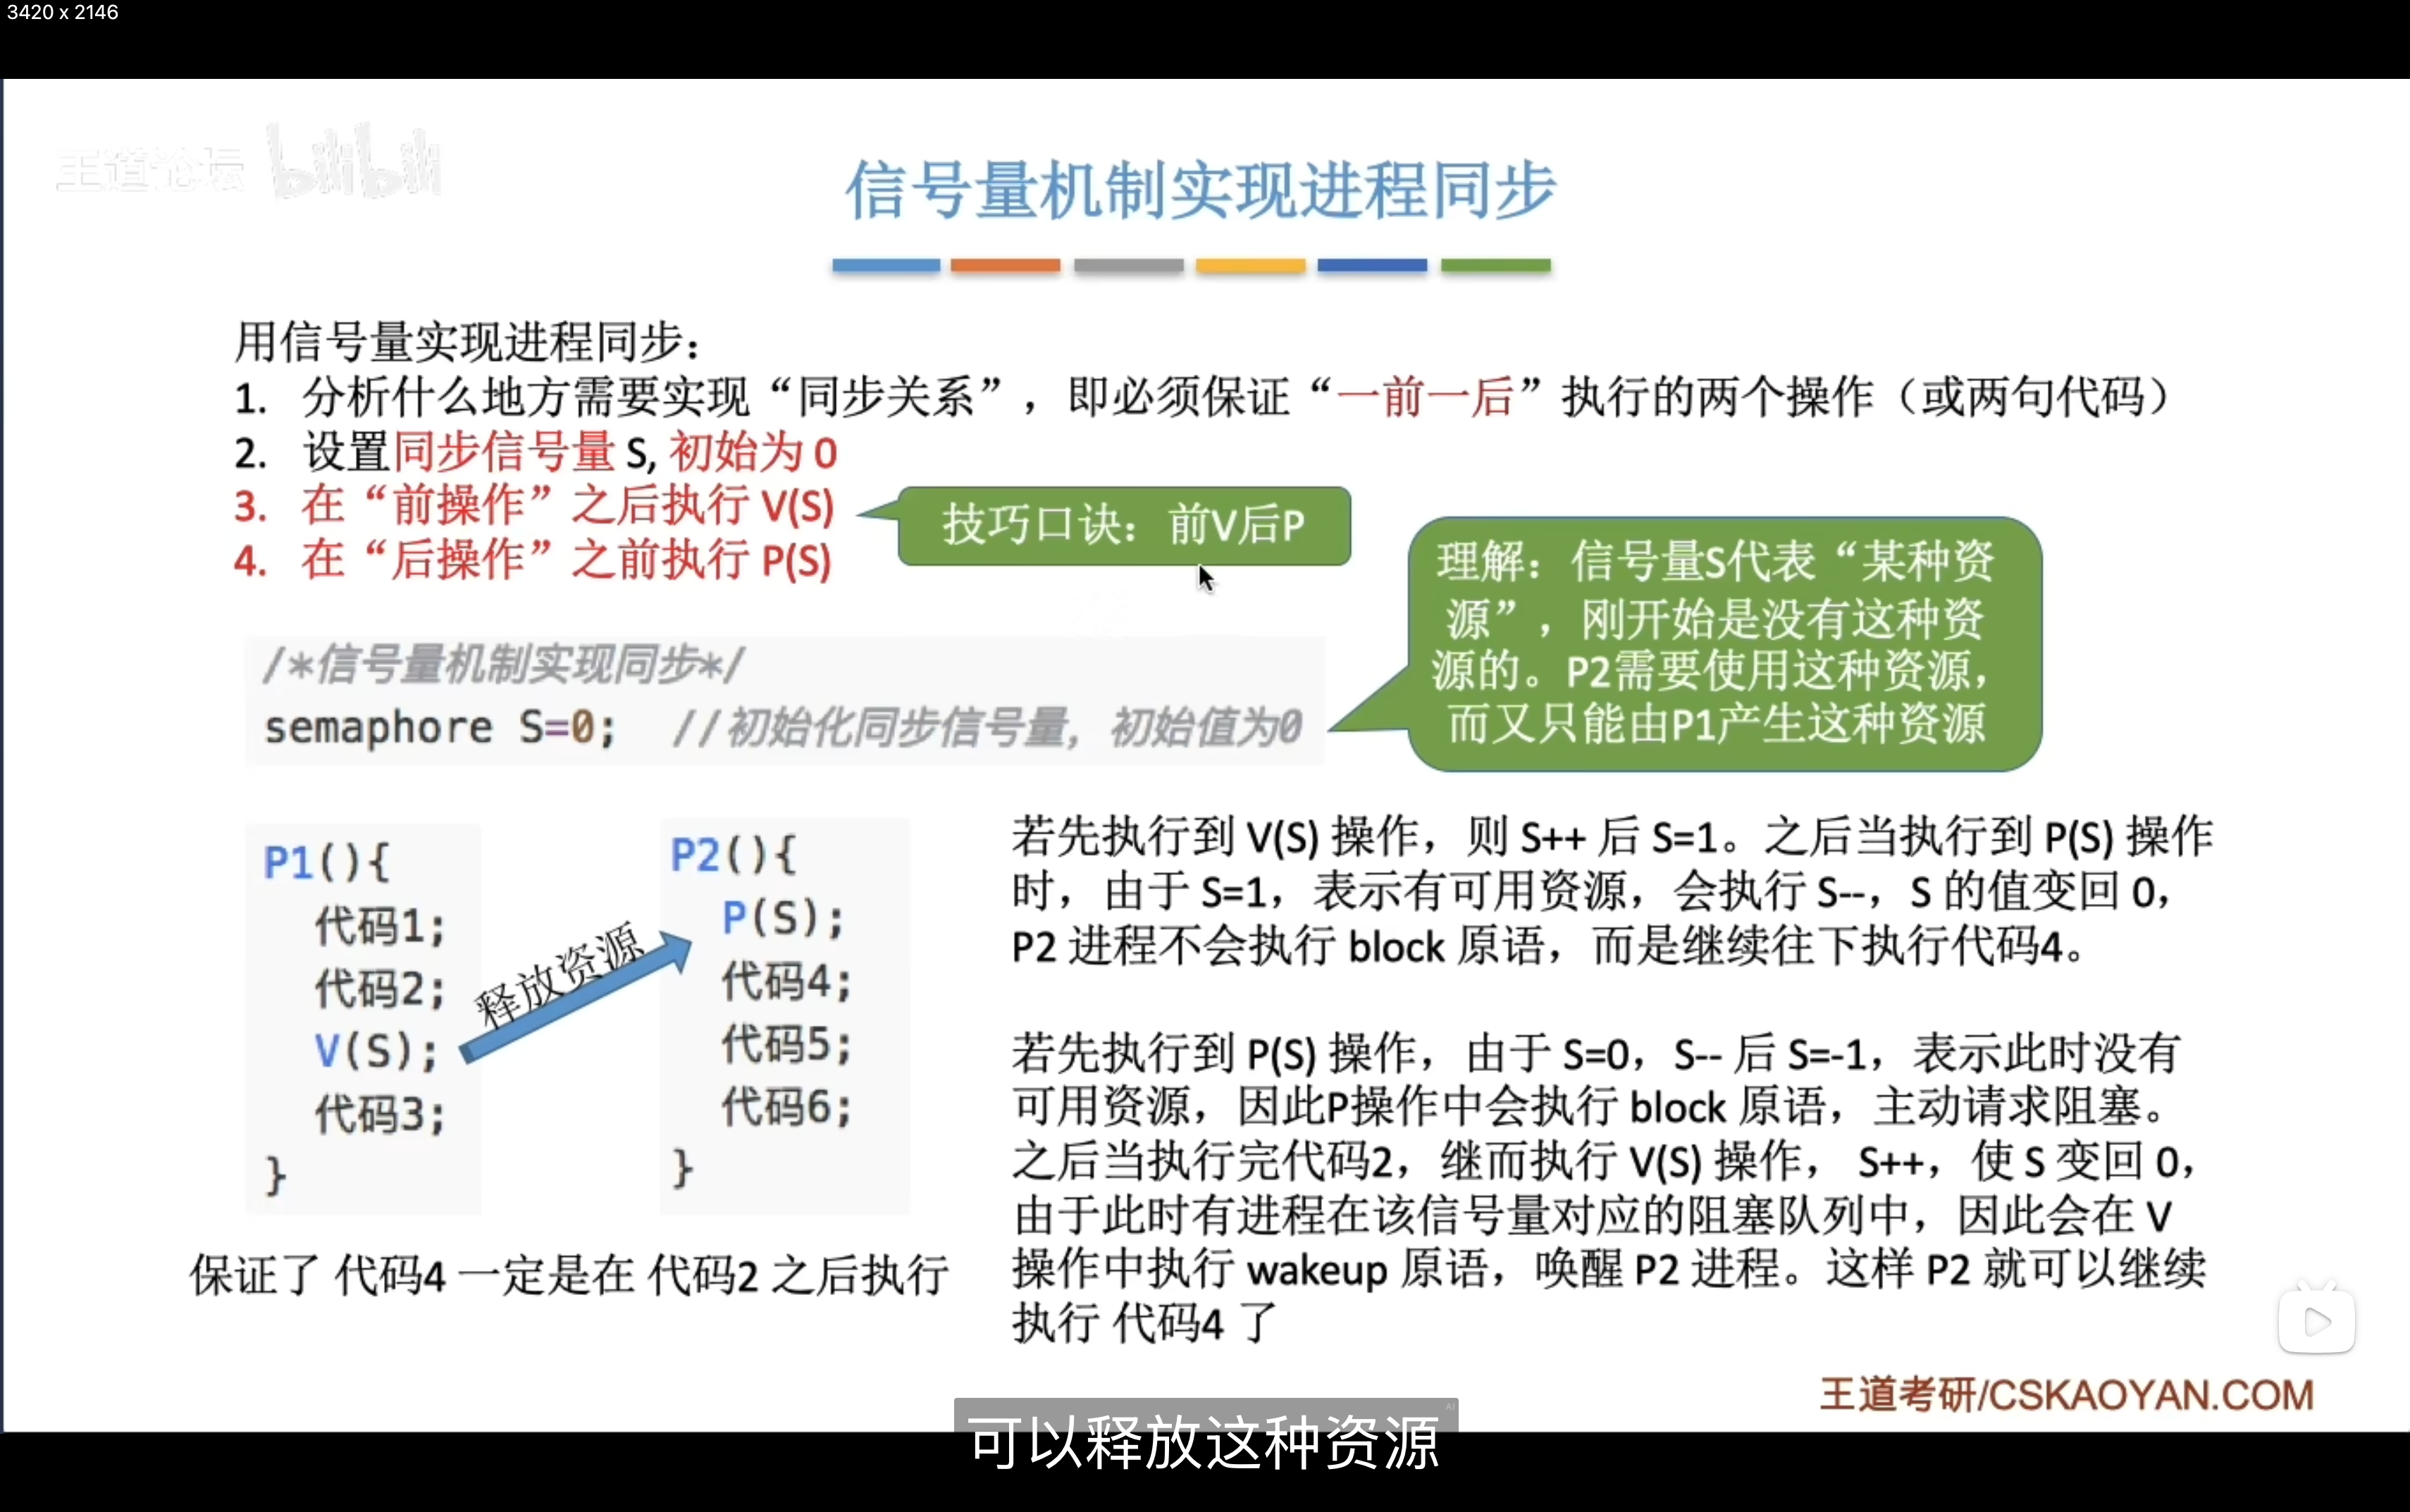 3420 x 2146
王道论坛 bilibili
信号量机制实现进程同步
用信号量实现进程同步：
1. 分析什么地方需要实现“同步关系”，即必须保证“一前一后”执行的两个操作（或两句代码）
2. 设置同步信号量 S, 初始为 0
3. 在“前操作”之后执行 V(S)
4. 在“后操作”之前执行 P(S)
技巧口诀：前V后P
理解：信号量S代表“某种资
源”，刚开始是没有这种资
源的。P2需要使用这种资源，
而又只能由P1产生这种资源
/*信号量机制实现同步*/
semaphore S=0; //初始化同步信号量，初始值为0
P1(){
代码1;
代码2;
V(S);
代码3;
}
释放资源
P2(){
P(S);
代码4;
代码5;
代码6;
}
保证了 代码4 一定是在 代码2 之后执行
若先执行到 V(S) 操作，则 S++ 后 S=1。之后当执行到 P(S) 操作
时，由于 S=1，表示有可用资源，会执行 S--，S 的值变回 0，
P2 进程不会执行 block 原语，而是继续往下执行代码4。
若先执行到 P(S) 操作，由于 S=0，S-- 后 S=-1，表示此时没有
可用资源，因此P操作中会执行 block 原语，主动请求阻塞。
之后当执行完代码2，继而执行 V(S) 操作， S++，使 S 变回 0，
由于此时有进程在该信号量对应的阻塞队列中，因此会在 V
操作中执行 wakeup 原语，唤醒 P2 进程。这样 P2 就可以继续
执行 代码4 了
王道考研/CSKAOYAN.COM
AI
可以释放这种资源